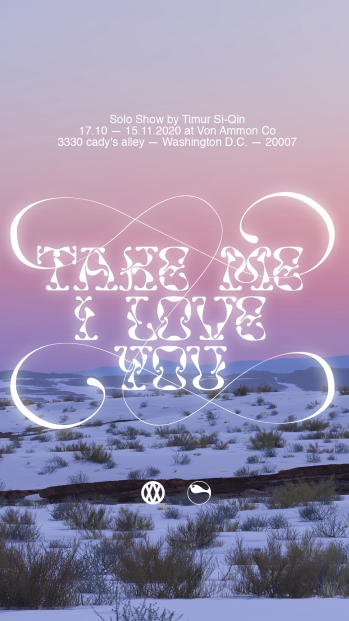 Solo Show by Timur Si-Qin
17.10 — 15.11.2020 at Von Ammon Co
3330 cady's alley — Washington D.C. — 20007
TAKE ME
I LOVE
YOU